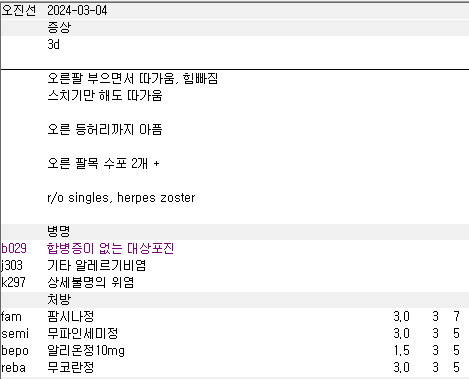 오진선 2024-03-04
증상
3d
오른팔 부으면서 따가움, 힘빠짐
스치기만 해도 따가움
오른 등허리까지 아픔
오른 팔목 수포 2개 +
r/o singles, herpes zoster
병명
b029 합병증이 없는 대상포진
j303 기타 알레르기비염
k297 상세불명의 위염
처방
fam 팜시나정 3.0 3 7
semi 무파인세미정 3.0 3 5
bepo 알리온정10mg 1.5 3 5
reba 무코란정 3.0 3 5